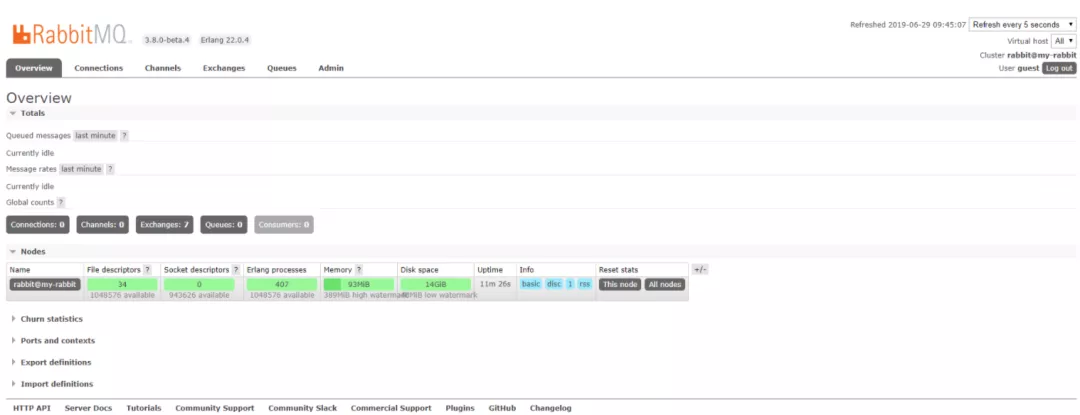 Refreshed 2019-06-29 09:45:07 Refresh every 5 seconds
RabbitMQ 3.8.0-beta.4 Erlang 22.0.4
Virtual host All
Cluster rabbit@my-rabbit
User guest Log out
Overview Connections Channels Exchanges Queues Admin
Overview
Totals
Queued messages last minute ?
Currently idle
Message rates last minute ?
Currently idle
Global counts ?
Connections: 0 Channels: 0 Exchanges: 7 Queues: 0 Consumers: 0
Nodes
Name File descriptors ? Socket descriptors ? Erlang processes Memory ? Disk space Uptime Info Reset stats +/-
rabbit@my-rabbit 34 0 407 93MiB 14GiB 11m 26s basic disc 1 rss This node All nodes
1048576 available 943626 available 1048576 available 389MiB high watermark low watermark
Churn statistics
Ports and contexts
Export definitions
Import definitions
HTTP API Server Docs Tutorials Community Support Community Slack Commercial Support Plugins GitHub Changelog